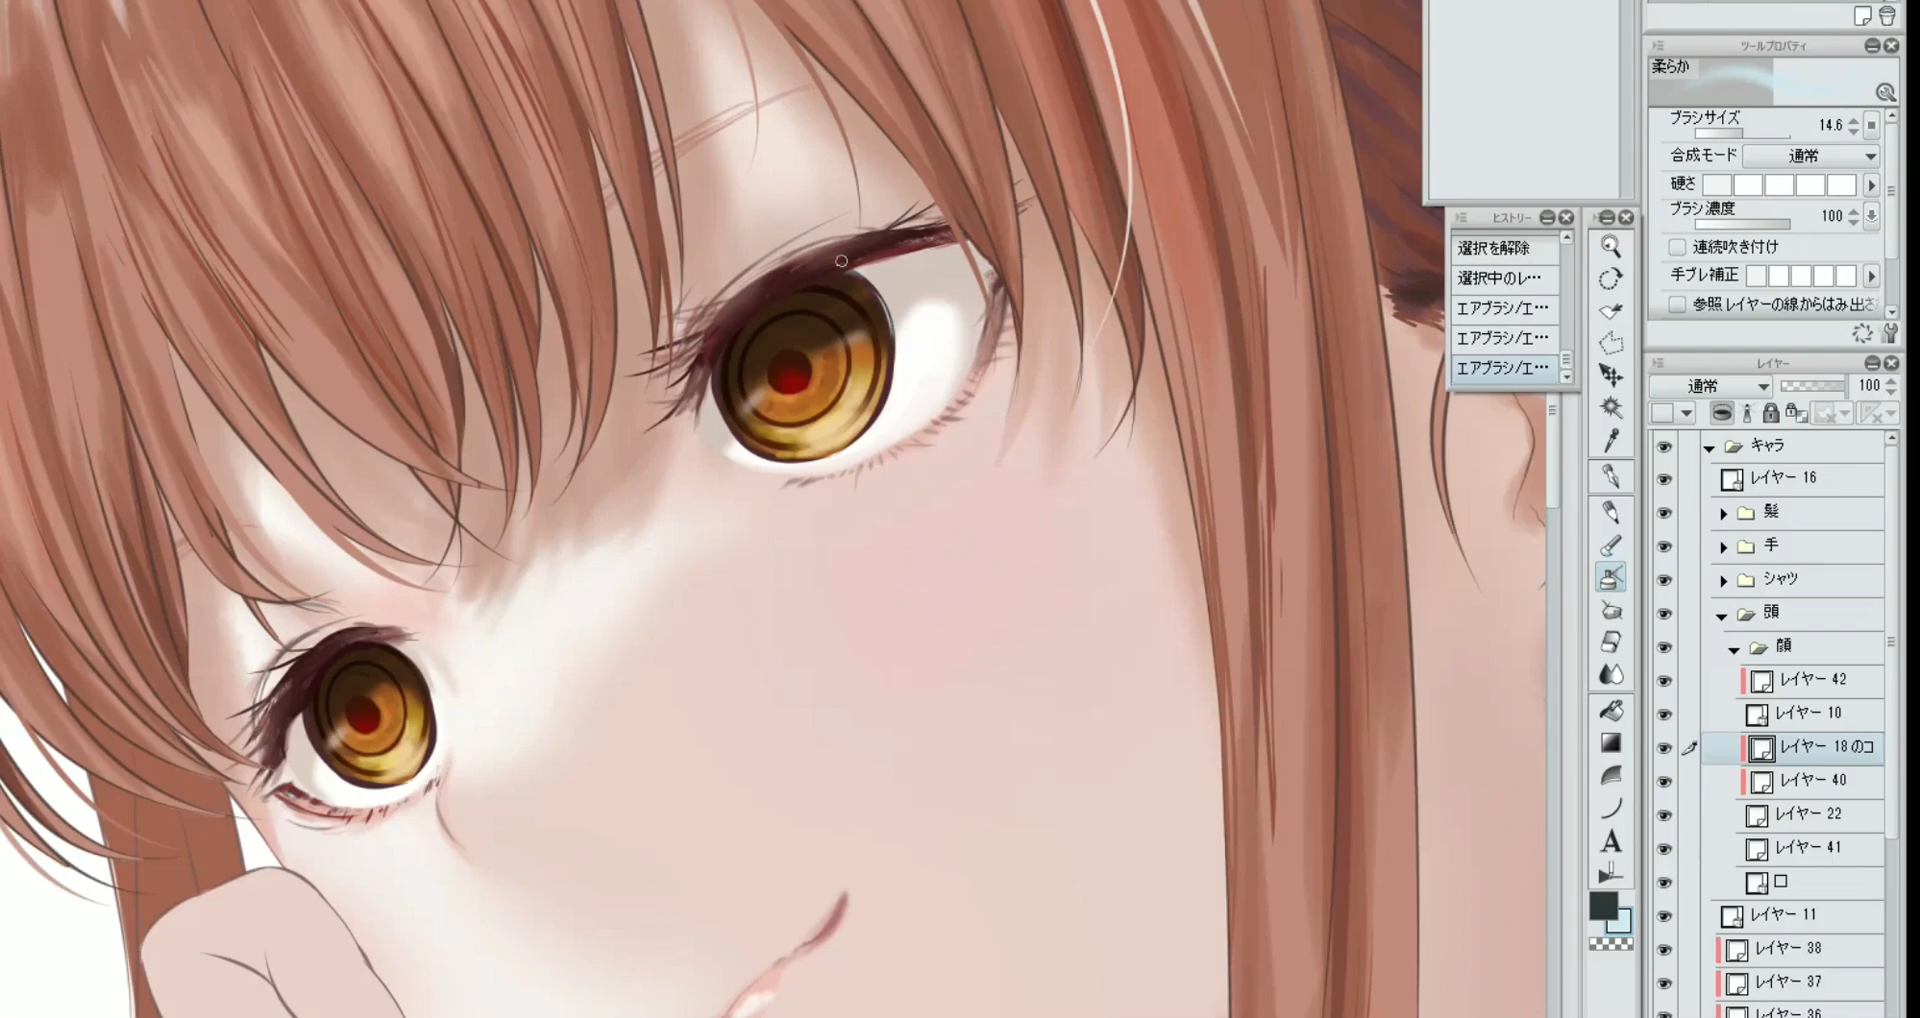 ツールプロパティ
柔らか
ブラシサイズ 14.6
合成モード 通常
硬さ
ブラシ濃度 100
連続吹き付け
手ブレ補正
参照レイヤーの線からはみ出さ
ヒストリー
選択を解除
選択中のレ…
エアブラシ/エ…
エアブラシ/エ…
エアブラシ/エ…
レイヤー
通常 100
キャラ
レイヤー 16
髪
手
シャツ
頭
顔
レイヤー 42
レイヤー 10
レイヤー 18 のコ
レイヤー 40
レイヤー 22
レイヤー 41
口
レイヤー 11
レイヤー 38
レイヤー 37
レイヤー 36
A